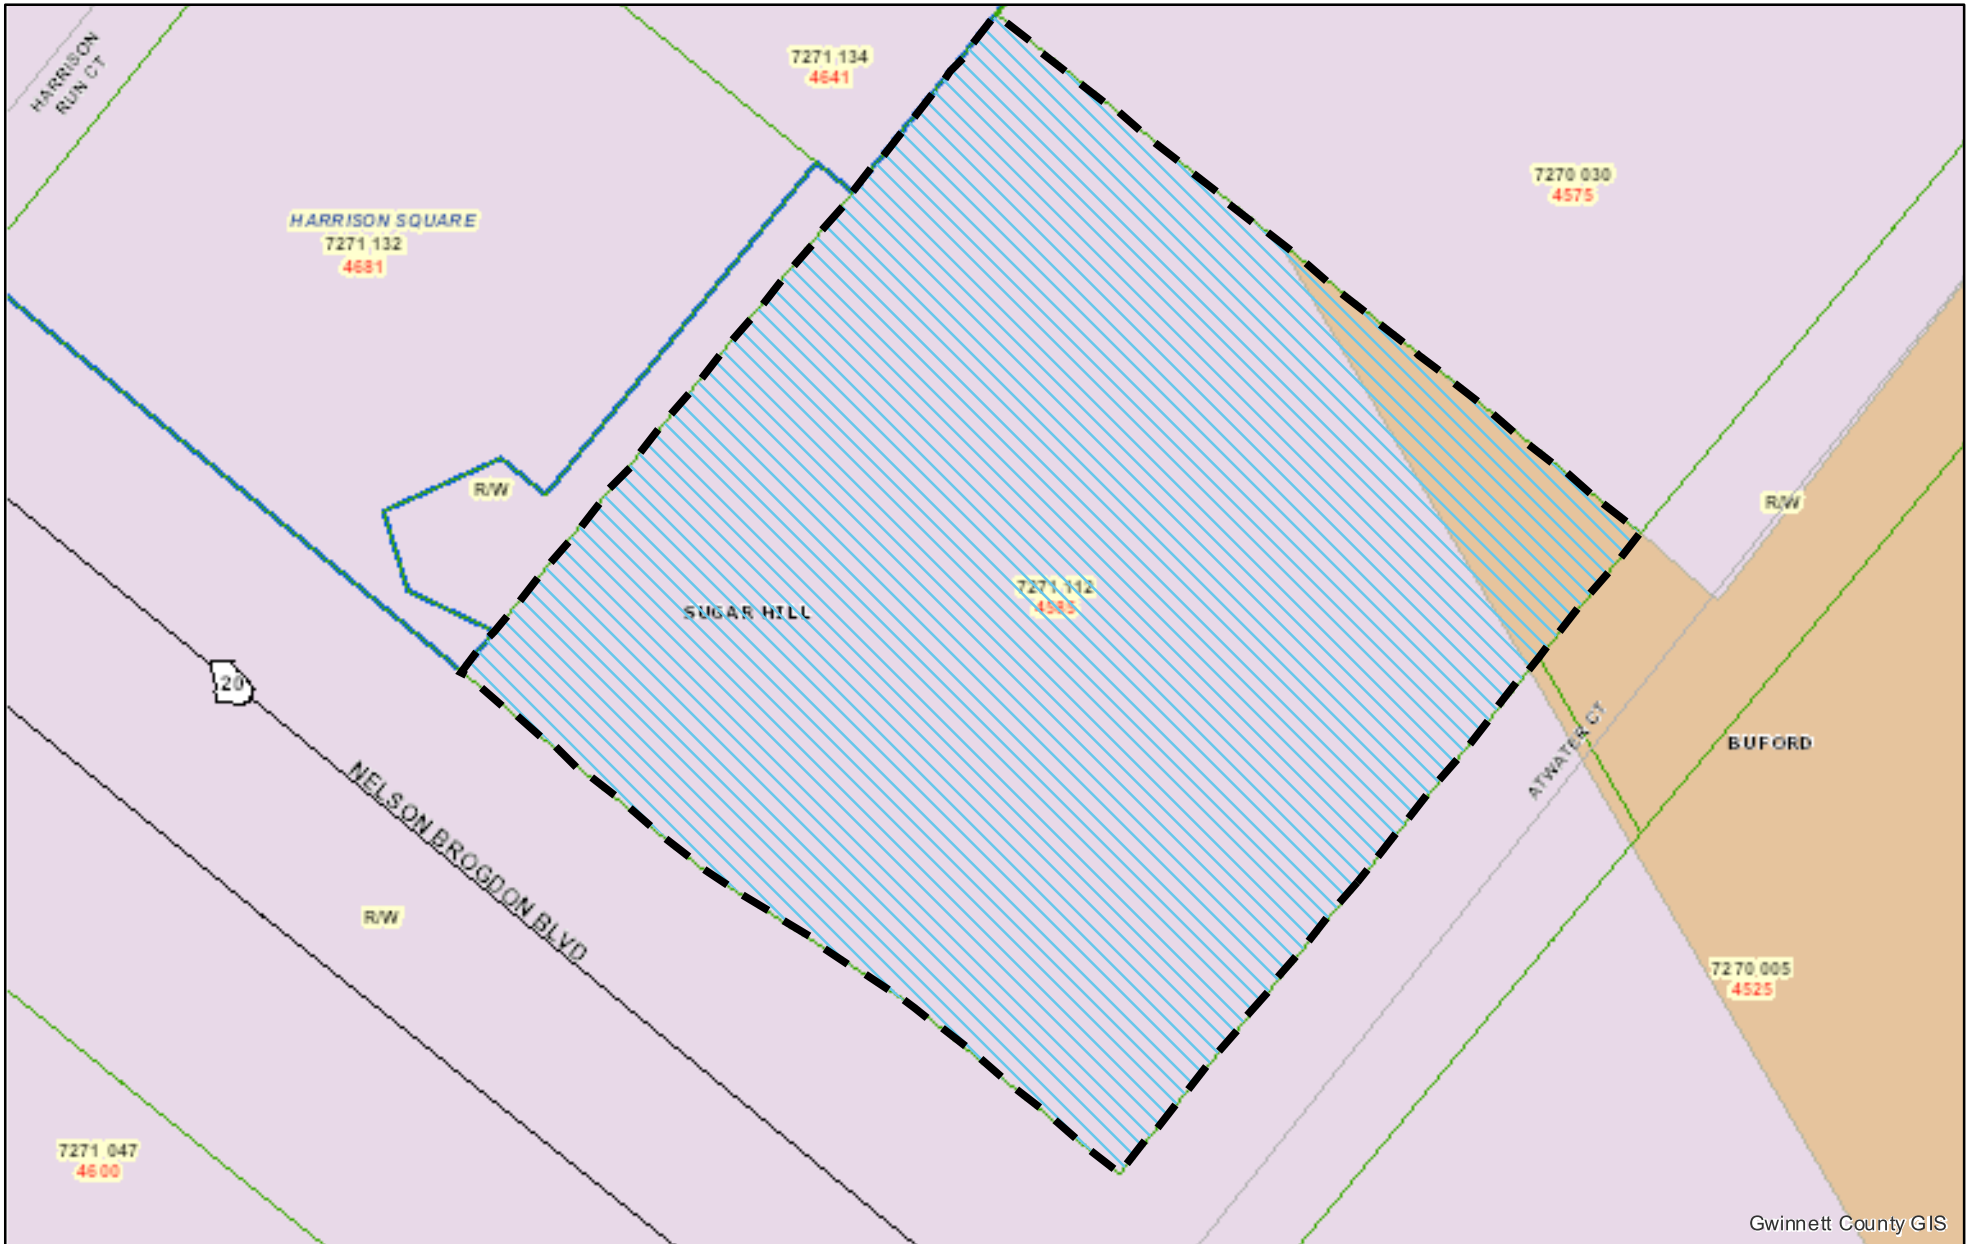 HARRISON
RUN CT
7271 134
4641
7270 030
4575
HARRISON SQUARE
7271 132
4681
R/W
R/W
7271 112
4585
SUGAR HILL
20
BUFORD
ATWATER CT
NELSON BROGDON BLVD
R/W
7270 005
4525
7271 047
4600
Gwinnett County GIS